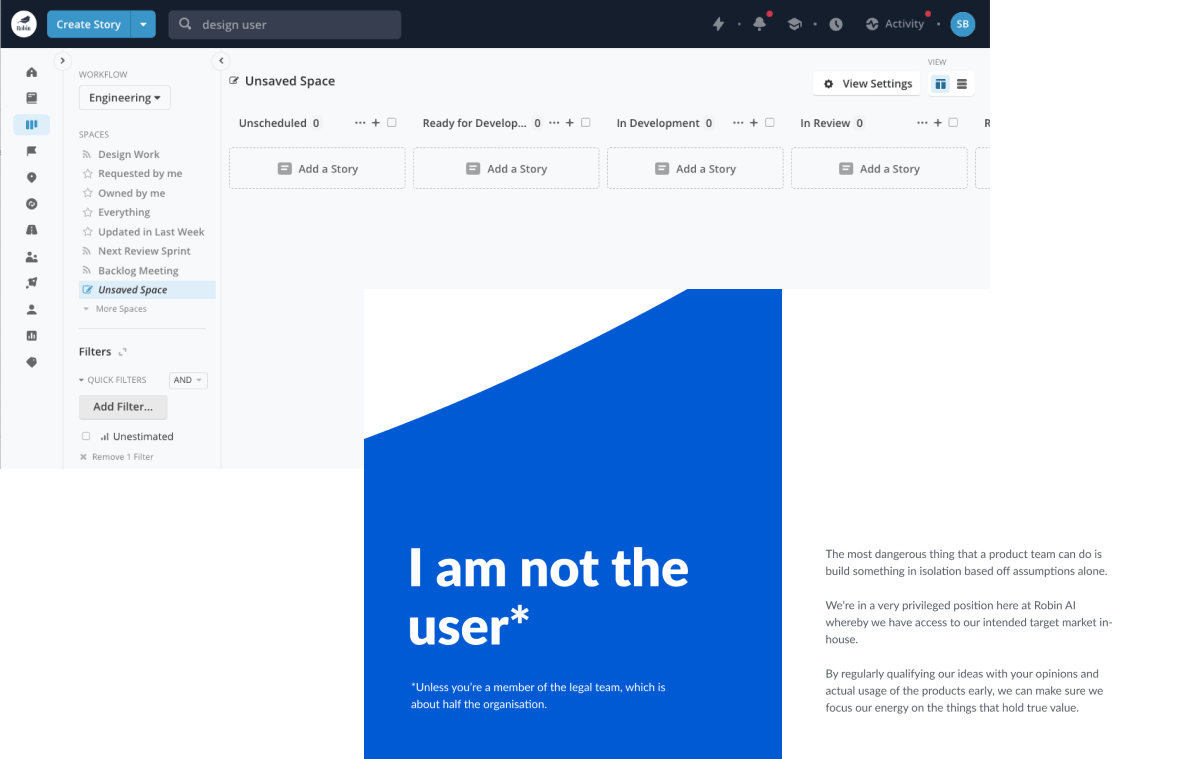 Robin
Create Story
design user
Activity
SB
WORKFLOW
Engineering
SPACES
Design Work
Requested by me
Owned by me
Everything
Updated in Last Week
Next Review Sprint
Backlog Meeting
Unsaved Space
More Spaces
Filters
QUICK FILTERS
AND
Add Filter...
Unestimated
Remove 1 Filter
Unsaved Space
VIEW
View Settings
Unscheduled 0
Ready for Develop... 0
In Development 0
In Review 0
R
Add a Story
Add a Story
Add a Story
Add a Story
I am not the
user*
*Unless you're a member of the legal team, which is
about half the organisation.
The most dangerous thing that a product team can do is
build something in isolation based off assumptions alone.
We're in a very privileged position here at Robin AI
whereby we have access to our intended target market in-
house.
By regularly qualifying our ideas with your opinions and
actual usage of the products early, we can make sure we
focus our energy on the things that hold true value.